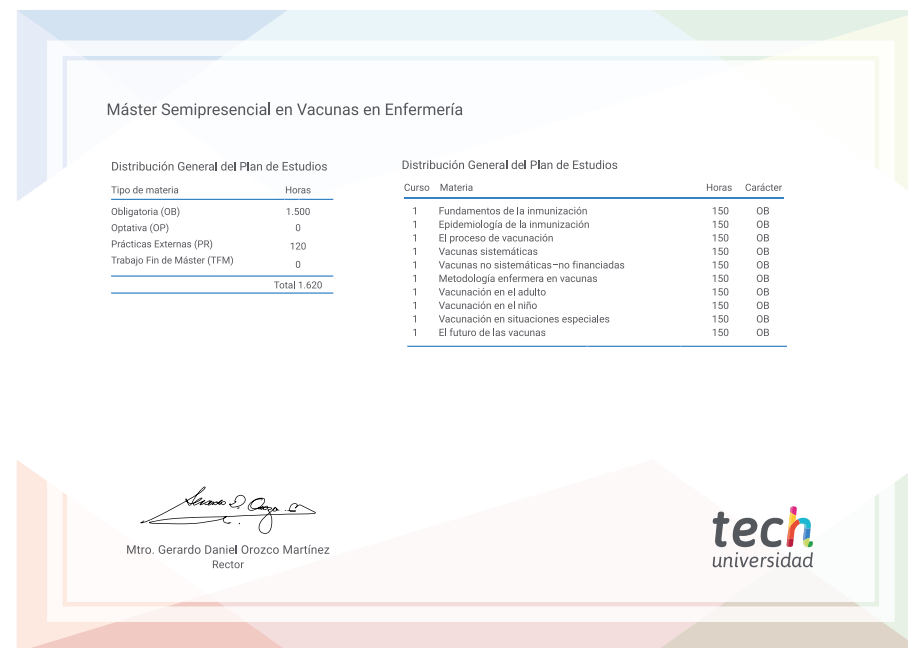 Máster Semipresencial en Vacunas en Enfermería
Distribución General del Plan de Estudios
Tipo de materia Horas
Obligatoria (OB) 1.500
Optativa (OP) 0
Prácticas Externas (PR) 120
Trabajo Fin de Máster (TFM) 0
Total 1.620
Distribución General del Plan de Estudios
Curso Materia Horas Carácter
1 Fundamentos de la inmunización 150 OB
1 Epidemiología de la inmunización 150 OB
1 El proceso de vacunación 150 OB
1 Vacunas sistemáticas 150 OB
1 Vacunas no sistemáticas–no financiadas 150 OB
1 Metodología enfermera en vacunas 150 OB
1 Vacunación en el adulto 150 OB
1 Vacunación en el niño 150 OB
1 Vacunación en situaciones especiales 150 OB
1 El futuro de las vacunas 150 OB
Mtro. Gerardo Daniel Orozco Martínez
Rector
tech
universidad